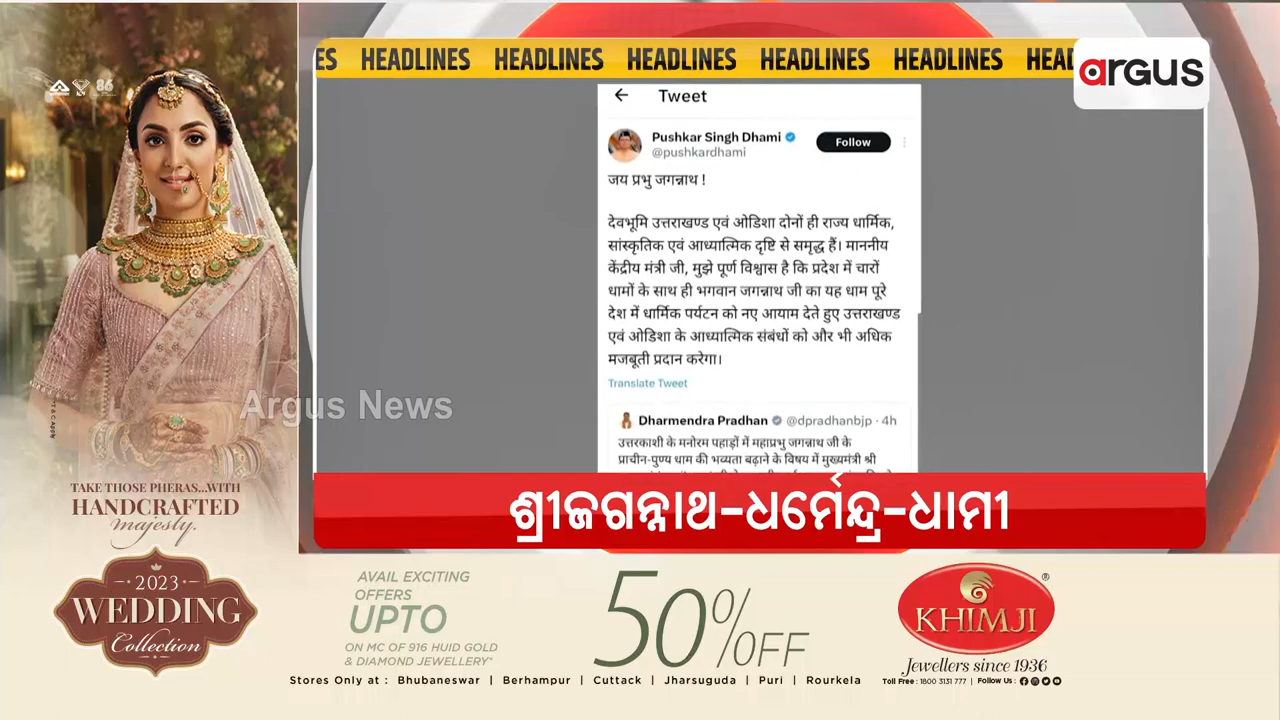 ES HEADLINES HEADLINES HEADLINES HEADLINES HEADLINES HEAD
argus
Tweet
Pushkar Singh Dhami
@pushkardhami
Follow
जय प्रभु जगन्नाथ !
देवभूमि उत्तराखण्ड एवं ओडिशा दोनों ही राज्य धार्मिक,
सांस्कृतिक एवं आध्यात्मिक दृष्टि से समृद्ध हैं। माननीय
केंद्रीय मंत्री जी, मुझे पूर्ण विश्वास है कि प्रदेश में चारों
धामों के साथ ही भगवान जगन्नाथ जी का यह धाम पूरे
देश में धार्मिक पर्यटन को नए आयाम देते हुए उत्तराखण्ड
एवं ओडिशा के आध्यात्मिक संबंधों को और भी अधिक
मजबूती प्रदान करेगा।
Translate Tweet
Dharmendra Pradhan @dpradhanbjp · 4h
उत्तरकाशी के मनोरम पहाड़ों में महाप्रभु जगन्नाथ जी के
प्राचीन-पुण्य धाम की भव्यता बढ़ाने के विषय में मुख्यमंत्री श्री
Argus News
ଶ୍ରୀଜଗନ୍ନାଥ-ଧର୍ମେନ୍ଦ୍ର-ଧାମୀ
86
T & C Apply
TAKE THOSE PHERAS...WITH
HANDCRAFTED
majesty.
2023
WEDDING
Collection
AVAIL EXCITING
OFFERS
UPTO
ON MC OF 916 HUID GOLD
& DIAMOND JEWELLERY*
50% OFF
KHIMJI ®
Jewellers since 1936
Stores Only at : Bhubaneswar | Berhampur | Cuttack | Jharsuguda | Puri | Rourkela
Toll Free : 1800 3131 777 | Follow Us :